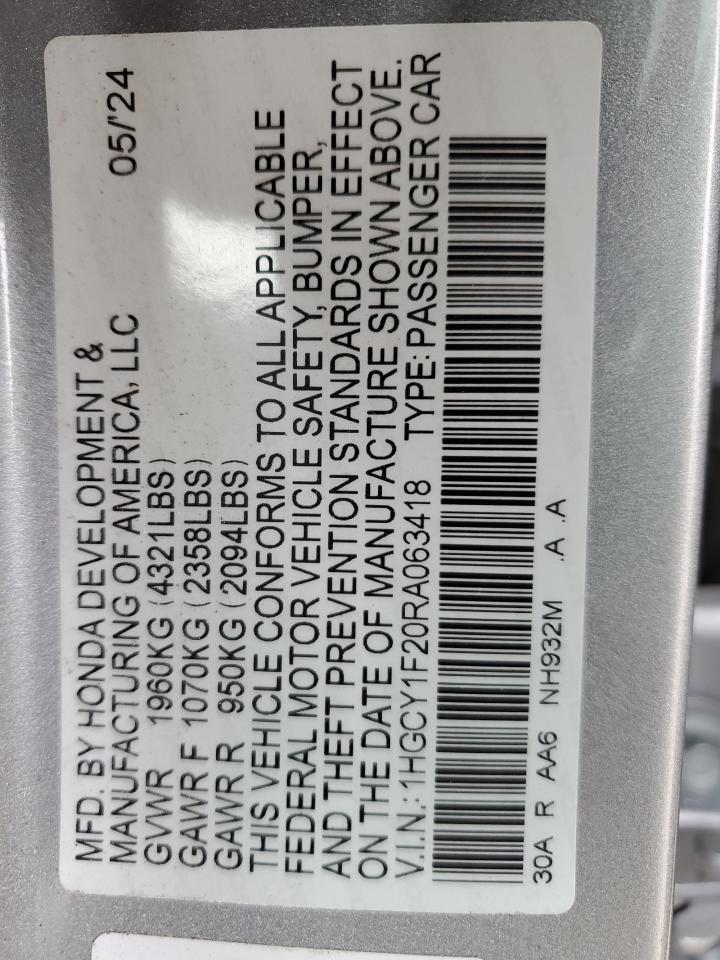 MFD. BY HONDA DEVELOPMENT &
MANUFACTURING OF AMERICA, LLC 05/'24
GVWR 1960KG (4321LBS)
GAWR F 1070KG (2358LBS)
GAWR R 950KG (2094LBS)
THIS VEHICLE CONFORMS TO ALL APPLICABLE
FEDERAL MOTOR VEHICLE SAFETY, BUMPER,
AND THEFT PREVENTION STANDARDS IN EFFECT
ON THE DATE OF MANUFACTURE SHOWN ABOVE.
V.I.N.:1HGCY1F20RA063418 TYPE:PASSENGER CAR
30A R AA6 NH932M .A .A